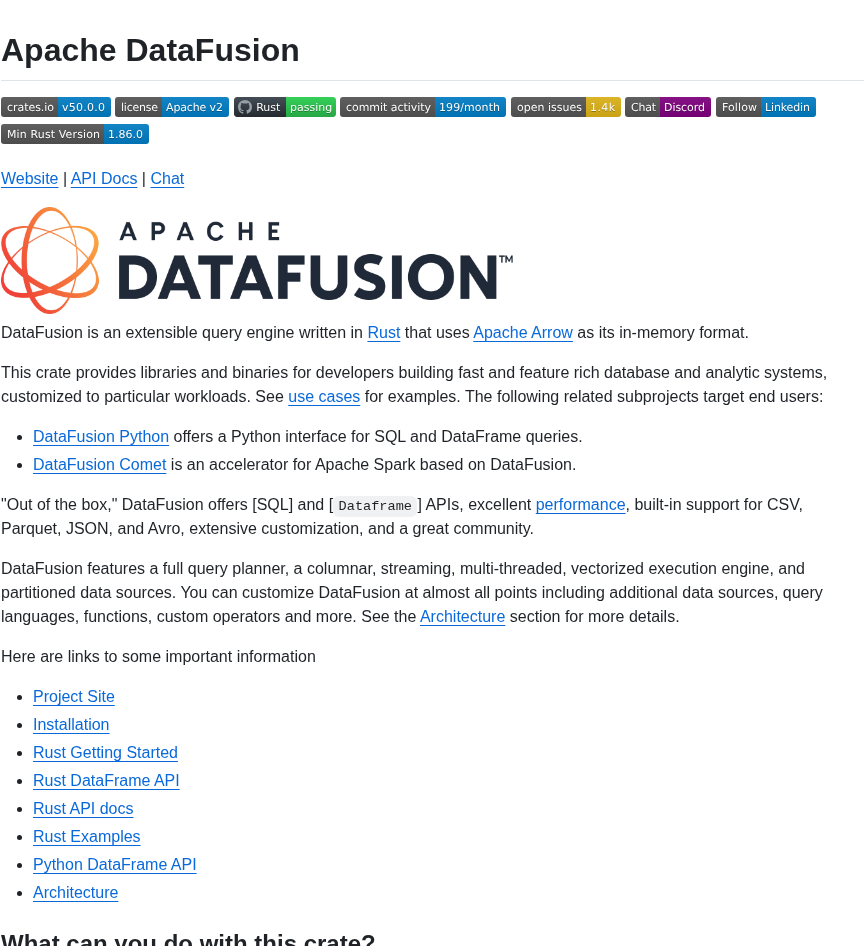 Apache DataFusion
crates.io v50.0.0 license Apache v2 Rust passing commit activity 199/month open issues 1.4k Chat Discord Follow Linkedin
Min Rust Version 1.86.0
Website | API Docs | Chat
APACHE
DATAFUSION™
DataFusion is an extensible query engine written in Rust that uses Apache Arrow as its in-memory format.
This crate provides libraries and binaries for developers building fast and feature rich database and analytic systems,
customized to particular workloads. See use cases for examples. The following related subprojects target end users:
• DataFusion Python offers a Python interface for SQL and DataFrame queries.
• DataFusion Comet is an accelerator for Apache Spark based on DataFusion.
"Out of the box," DataFusion offers [SQL] and [ Dataframe ] APIs, excellent performance, built-in support for CSV,
Parquet, JSON, and Avro, extensive customization, and a great community.
DataFusion features a full query planner, a columnar, streaming, multi-threaded, vectorized execution engine, and
partitioned data sources. You can customize DataFusion at almost all points including additional data sources, query
languages, functions, custom operators and more. See the Architecture section for more details.
Here are links to some important information
• Project Site
• Installation
• Rust Getting Started
• Rust DataFrame API
• Rust API docs
• Rust Examples
• Python DataFrame API
• Architecture
What can you do with this crate?